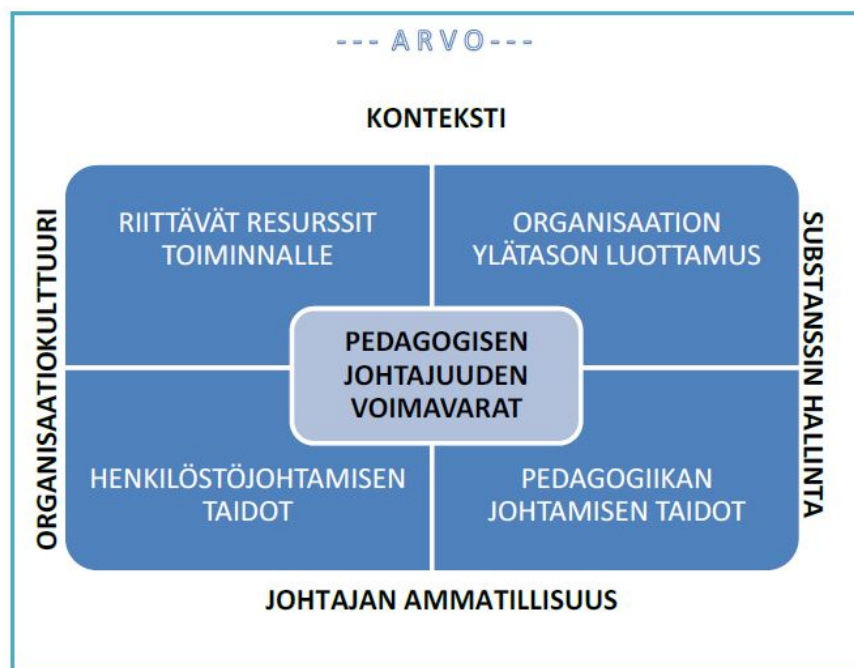 --- ARVO---
KONTEKSTI
ORGANISAATIOKULTTUURI
RIITTÄVÄT RESURSSIT
TOIMINNALLE
ORGANISAATION
YLÄTASON LUOTTAMUS
SUBSTANSSIN HALLINTA
PEDAGOGISEN
JOHTAJUUDEN
VOIMAVARAT
HENKILÖSTÖJOHTAMISEN
TAIDOT
PEDAGOGIIKAN
JOHTAMISEN TAIDOT
JOHTAJAN AMMATILLISUUS